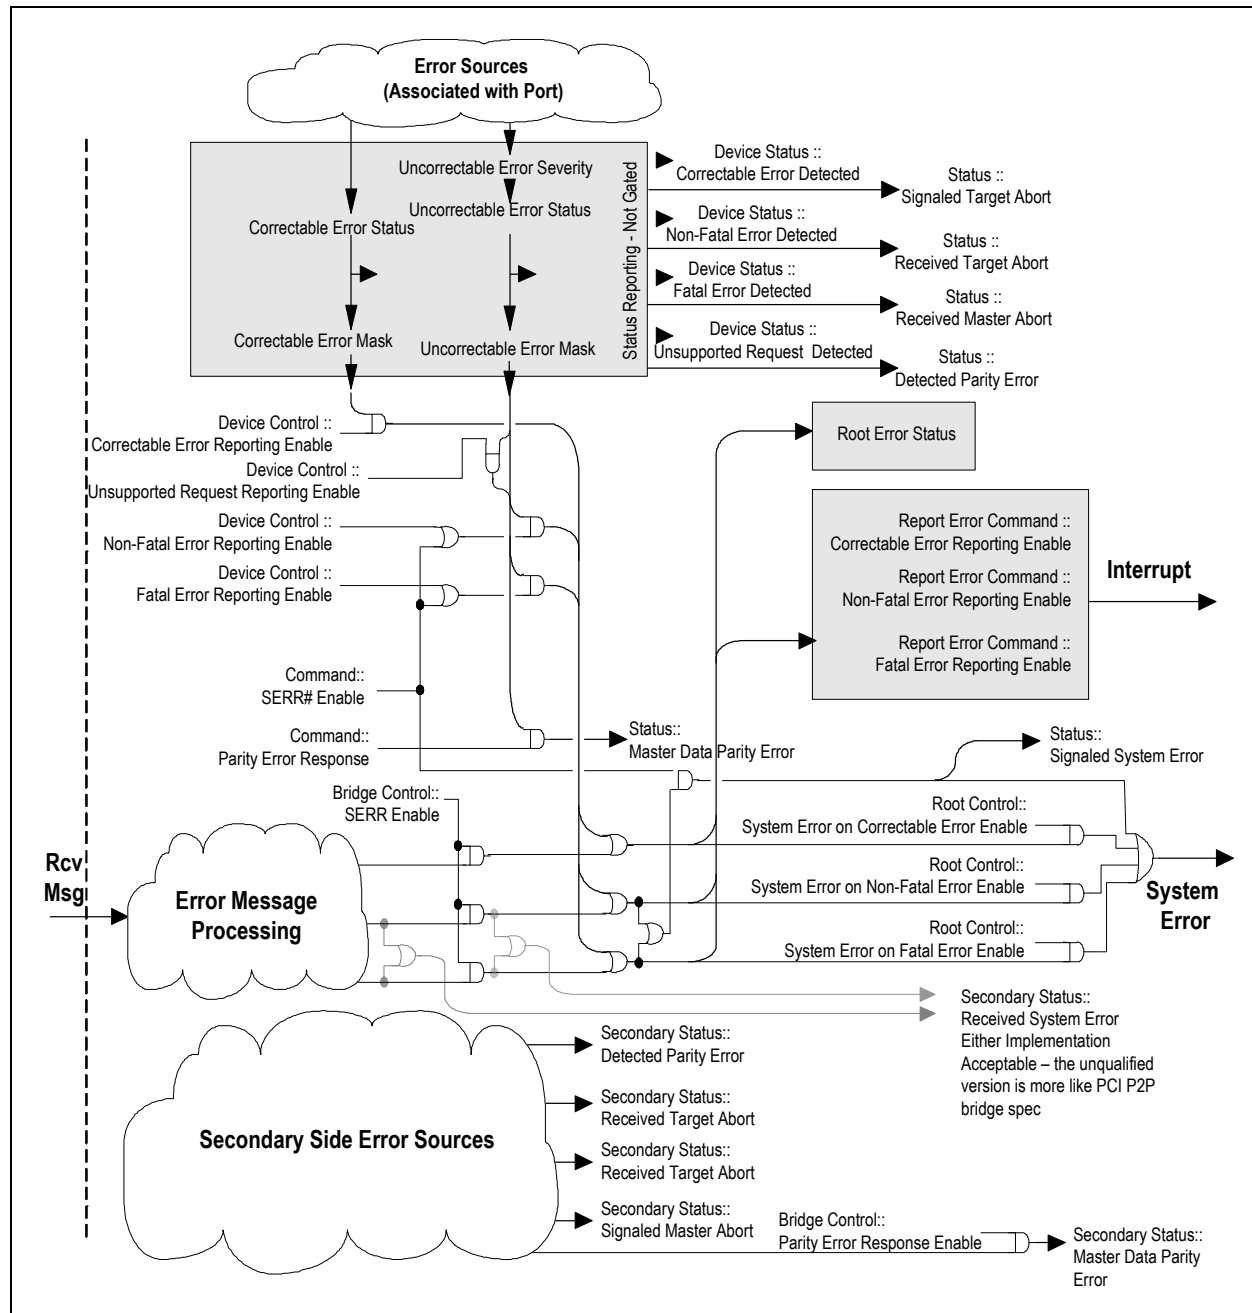 Error Sources
(Associated with Port)
Uncorrectable Error Severity
Uncorrectable Error Status
Correctable Error Status
Correctable Error Mask
Uncorrectable Error Mask
Status Reporting - Not Gated
Device Status ::
Correctable Error Detected
Status ::
Signaled Target Abort
Device Status ::
Non-Fatal Error Detected
Status ::
Received Target Abort
Device Status ::
Fatal Error Detected
Status ::
Received Master Abort
Device Status ::
Unsupported Request Detected
Status ::
Detected Parity Error
Device Control ::
Correctable Error Reporting Enable
Device Control ::
Unsupported Request Reporting Enable
Device Control ::
Non-Fatal Error Reporting Enable
Device Control ::
Fatal Error Reporting Enable
Root Error Status
Report Error Command ::
Correctable Error Reporting Enable
Report Error Command ::
Non-Fatal Error Reporting Enable
Report Error Command ::
Fatal Error Reporting Enable
Interrupt
Command::
SERR# Enable
Command::
Parity Error Response
Status::
Master Data Parity Error
Status::
Signaled System Error
Bridge Control::
SERR Enable
Root Control::
System Error on Correctable Error Enable
Root Control::
System Error on Non-Fatal Error Enable
Root Control::
System Error on Fatal Error Enable
System
Error
Rcv
Msg
Error Message
Processing
Secondary Status::
Received System Error
Either Implementation
Acceptable – the unqualified
version is more like PCI P2P
bridge spec
Secondary Side Error Sources
Secondary Status::
Detected Parity Error
Secondary Status::
Received Target Abort
Secondary Status::
Received Target Abort
Secondary Status::
Signaled Master Abort
Bridge Control::
Parity Error Response Enable
Secondary Status::
Master Data Parity
Error